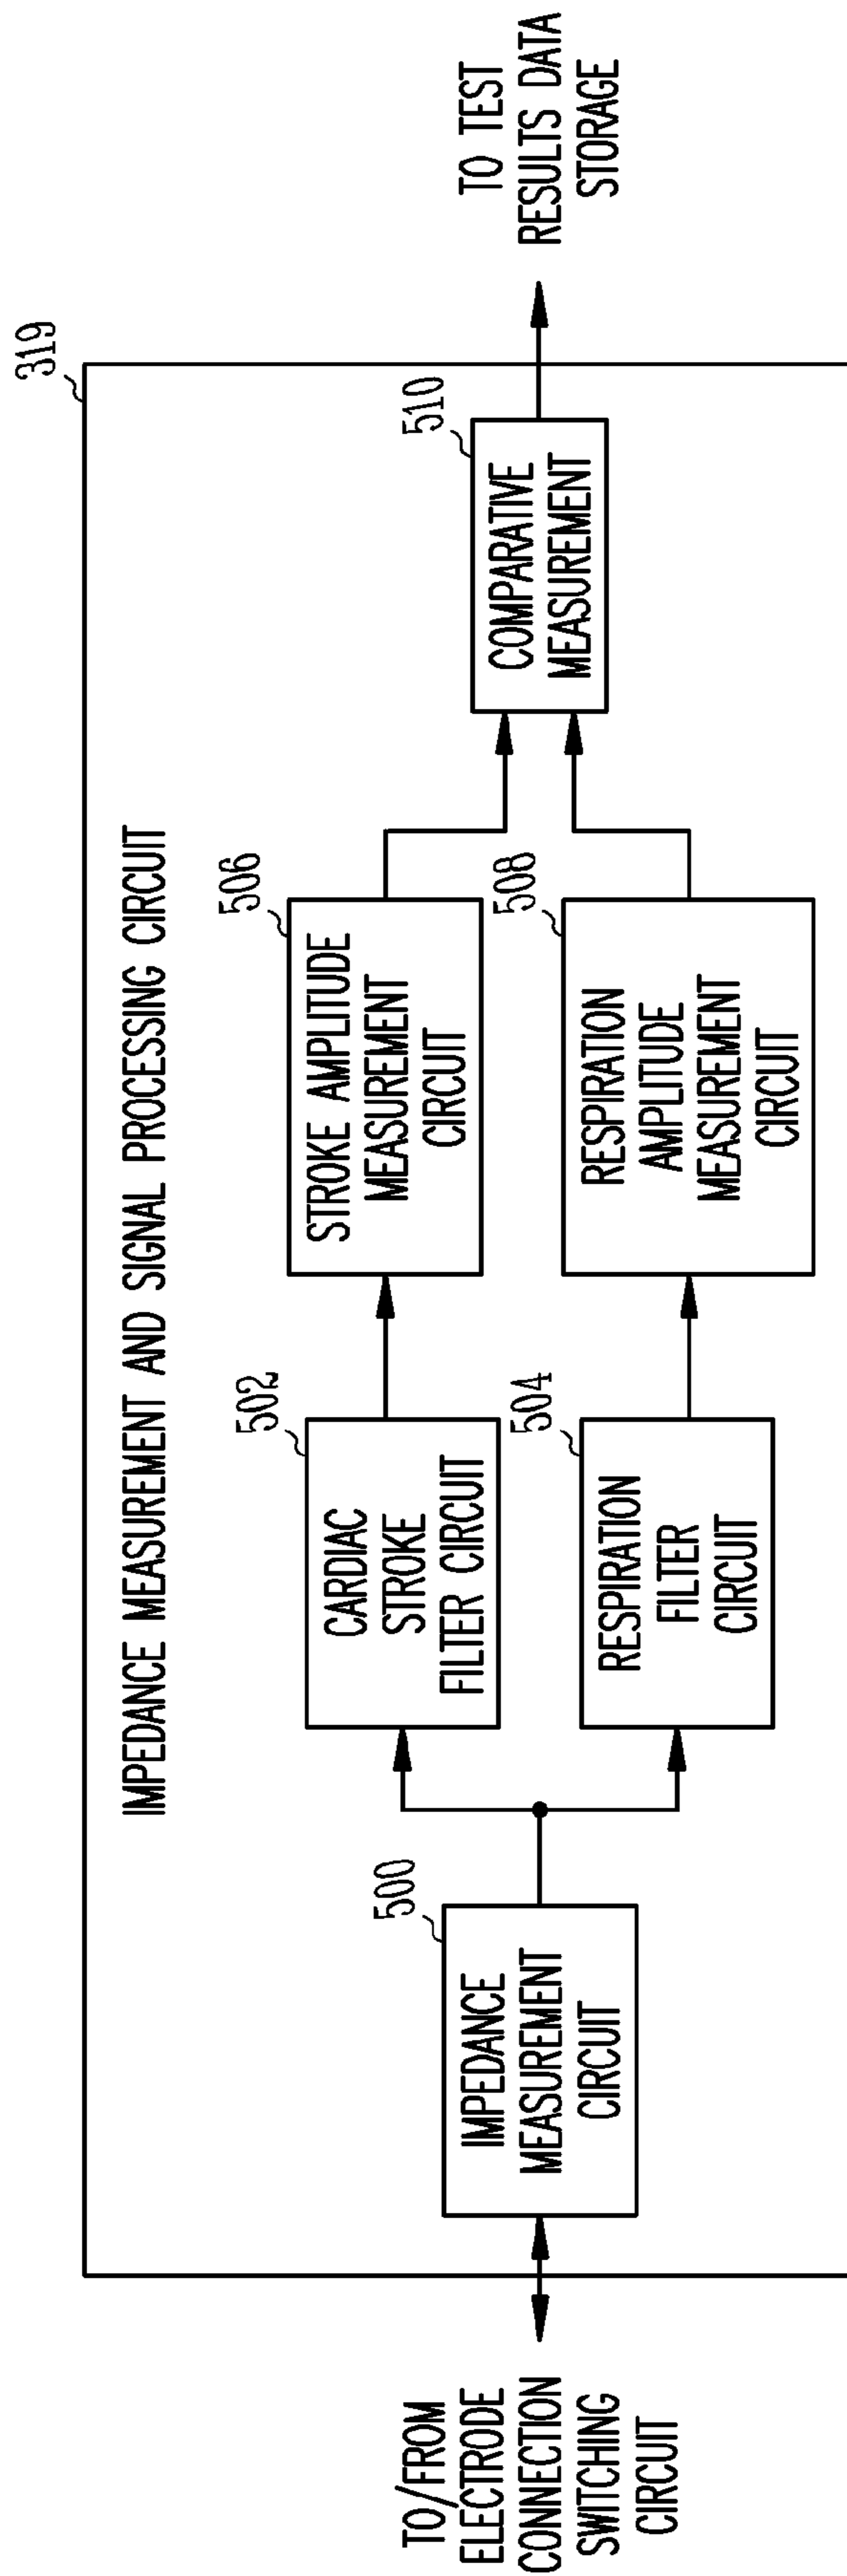 319
IMPEDANCE MEASUREMENT AND SIGNAL PROCESSING CIRCUIT
TO/FROM
ELECTRODE
CONNECTION
SWITCHING
CIRCUIT
500
IMPEDANCE
MEASUREMENT
CIRCUIT
502
CARDIAC
STROKE
FILTER CIRCUIT
504
RESPIRATION
FILTER
CIRCUIT
506
STROKE AMPLITUDE
MEASUREMENT
CIRCUIT
508
RESPIRATION
AMPLITUDE
MEASUREMENT
CIRCUIT
510
COMPARATIVE
MEASUREMENT
TO TEST
RESULTS DATA
STORAGE